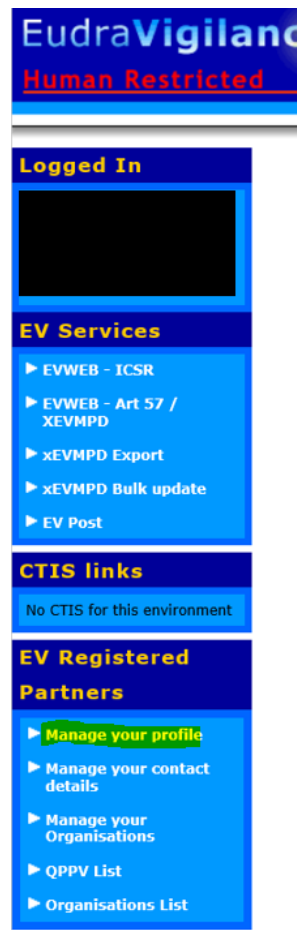 EudraVigilanc
Human Restricted
Logged In
EV Services
EVWEB - ICSR
EVWEB - Art 57 /
XEVMPD
xEVMPD Export
xEVMPD Bulk update
EV Post
CTIS links
No CTIS for this environment
EV Registered
Partners
Manage your profile
Manage your contact
details
Manage your
Organisations
QPPV List
Organisations List